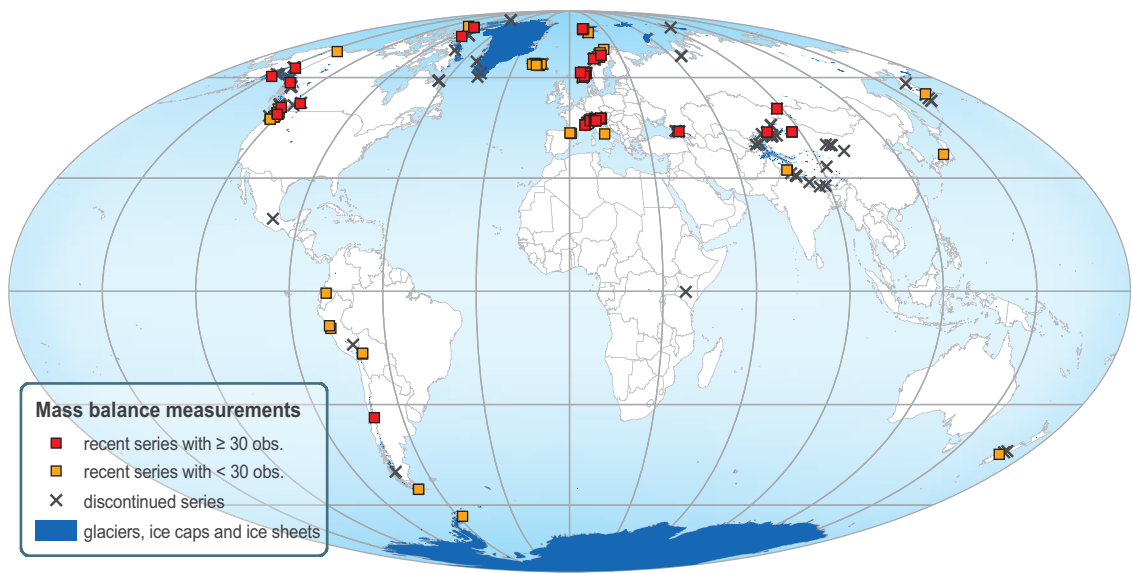 Mass balance measurements
recent series with ≥ 30 obs.
recent series with < 30 obs.
discontinued series
glaciers, ice caps and ice sheets